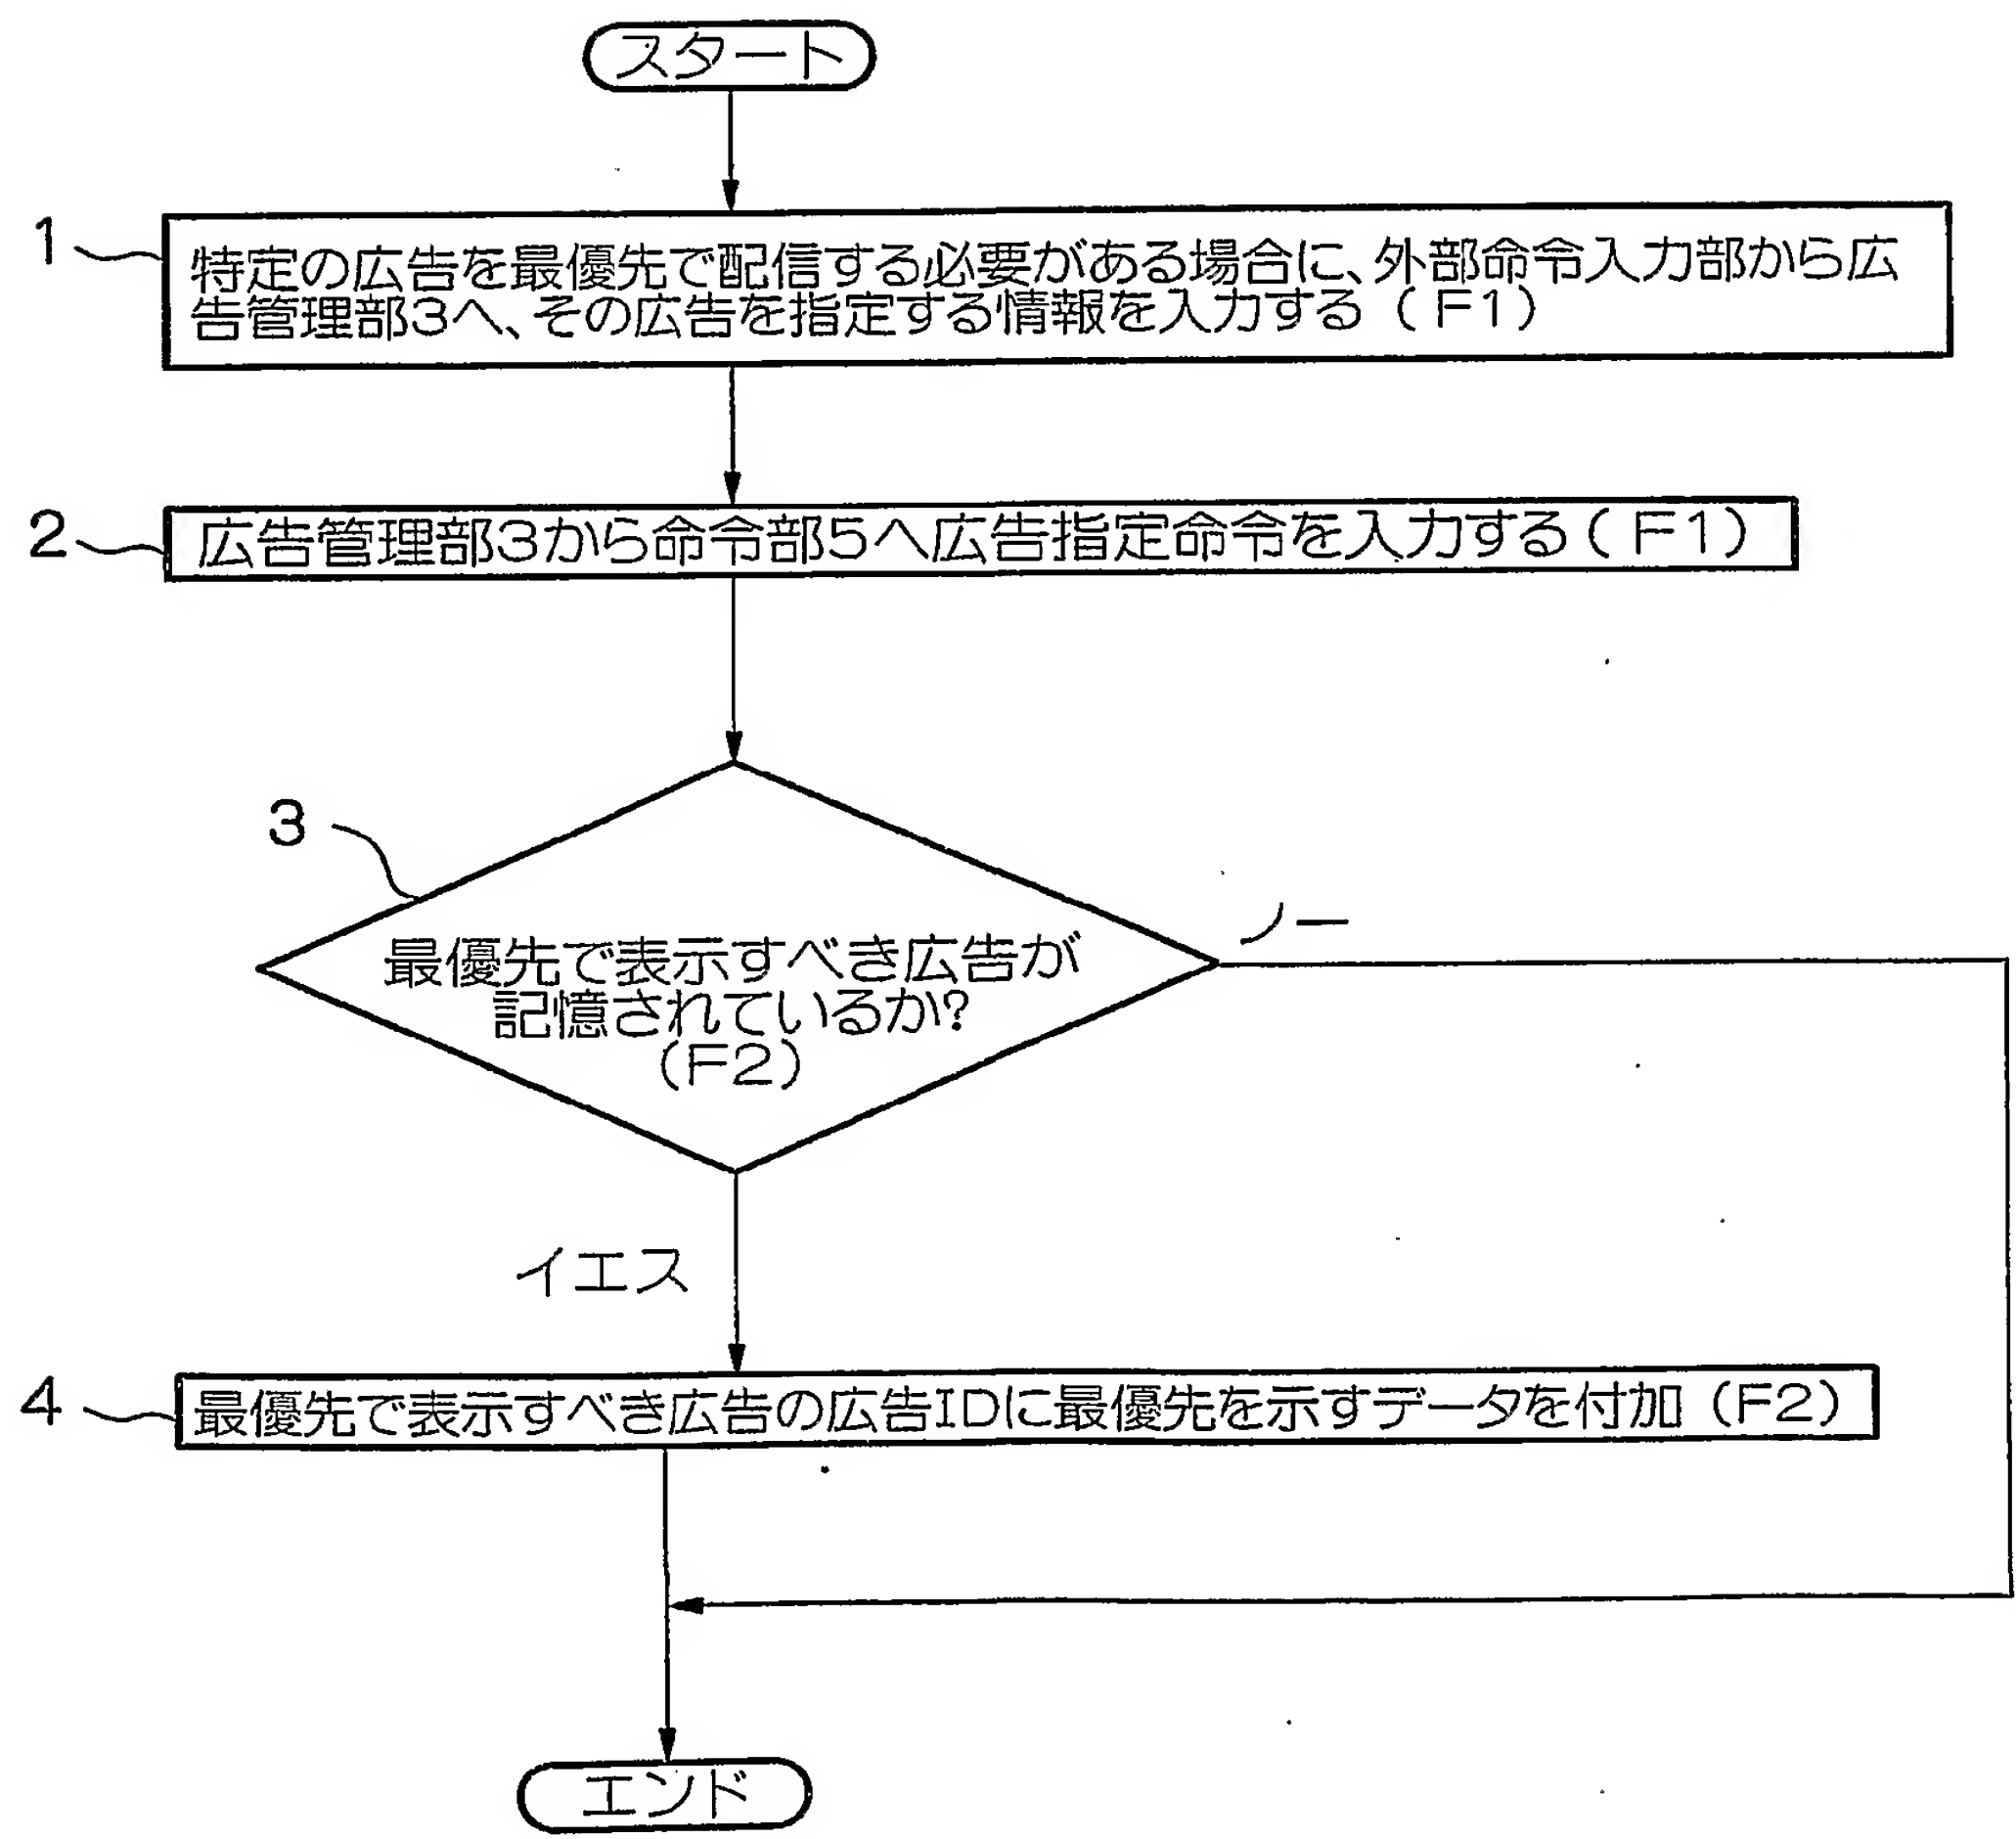 スタート
1
特定の広告を最優先で配信する必要がある場合に、外部命令入力部から広
告管理部3へ、その広告を指定する情報を入力する（F1）
2
広告管理部3から命令部5へ広告指定命令を入力する（F1）
3
最優先で表示すべき広告が
記憶されているか?
（F2）
ノー
イエス
4
最優先で表示すべき広告の広告IDに最優先を示すデータを付加（F2）
エンド